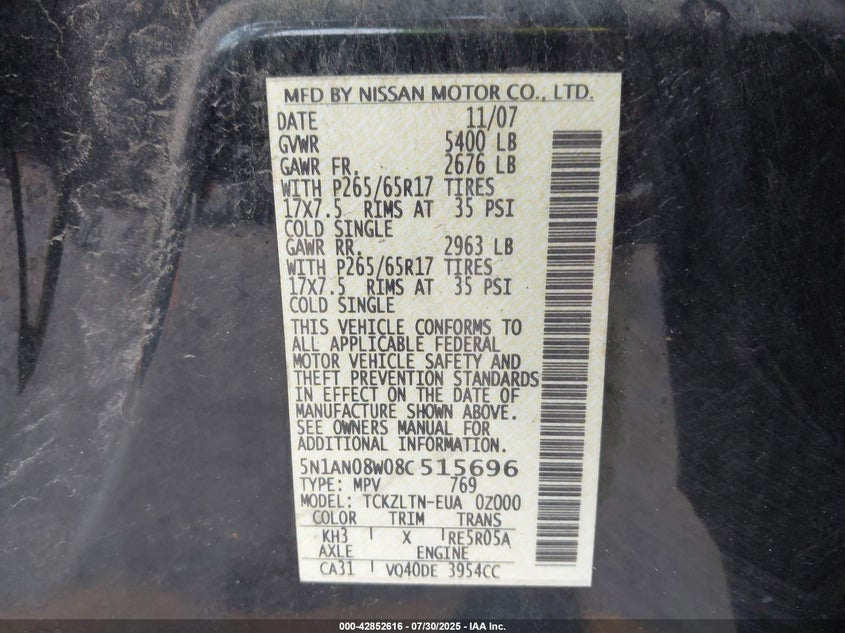 MFD BY NISSAN MOTOR CO., LTD.
DATE 11/07
GVWR 5400 LB
GAWR FR. 2676 LB
WITH P265/65R17 TIRES
17X7.5 RIMS AT 35 PSI
COLD SINGLE
GAWR RR. 2963 LB
WITH P265/65R17 TIRES
17X7.5 RIMS AT 35 PSI
COLD SINGLE
THIS VEHICLE CONFORMS TO
ALL APPLICABLE FEDERAL
MOTOR VEHICLE SAFETY AND
THEFT PREVENTION STANDARDS
IN EFFECT ON THE DATE OF
MANUFACTURE SHOWN ABOVE.
SEE OWNERS MANUAL FOR
ADDITIONAL INFORMATION.
5N1AN08W08C515696
TYPE: MPV 769
MODEL: TCKZLTN-EUA 0Z000
COLOR TRIM TRANS
KH3 X RE5R05A
AXLE ENGINE
CA31 VQ40DE 3954CC
000-42852616 - 07/30/2025 - IAA Inc.